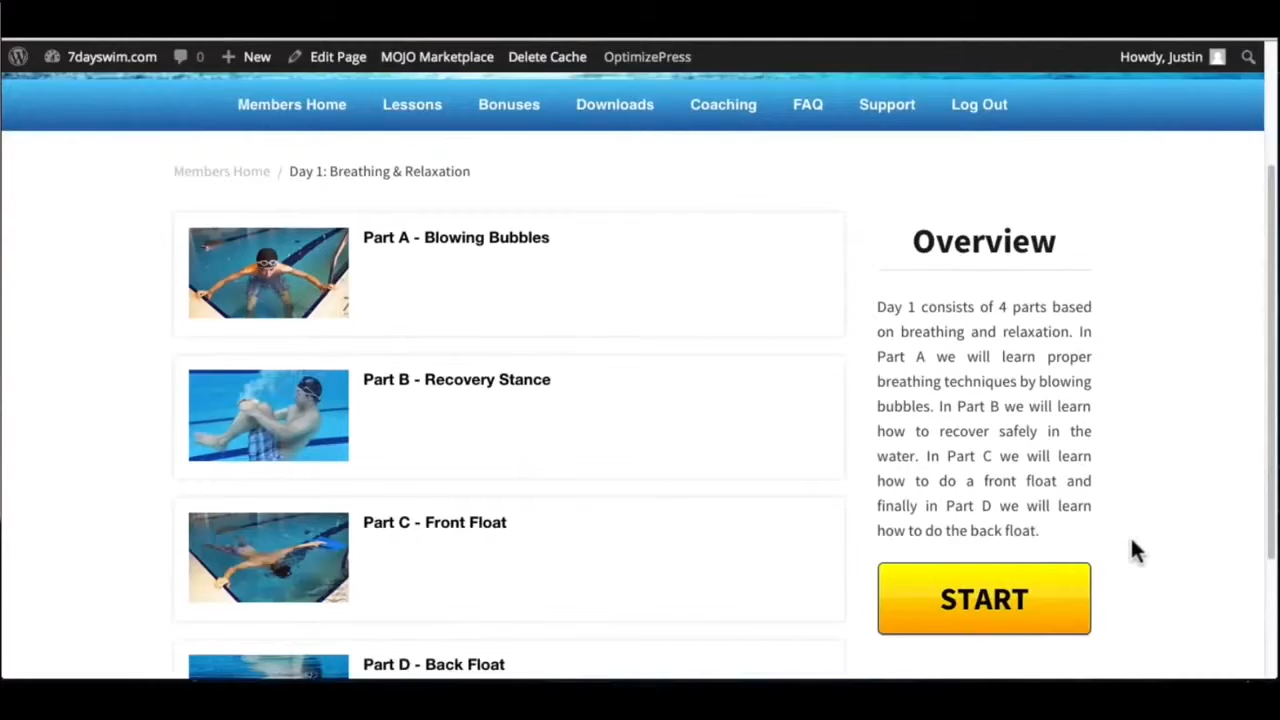 7dayswim.com 0 New Edit Page MOJO Marketplace Delete Cache OptimizePress Howdy, Justin
Members Home Lessons Bonuses Downloads Coaching FAQ Support Log Out
Members Home / Day 1: Breathing & Relaxation
Part A - Blowing Bubbles
Part B - Recovery Stance
Part C - Front Float
Part D - Back Float
Overview
Day 1 consists of 4 parts based
on breathing and relaxation. In
Part A we will learn proper
breathing techniques by blowing
bubbles. In Part B we will learn
how to recover safely in the
water. In Part C we will learn
how to do a front float and
finally in Part D we will learn
how to do the back float.
START